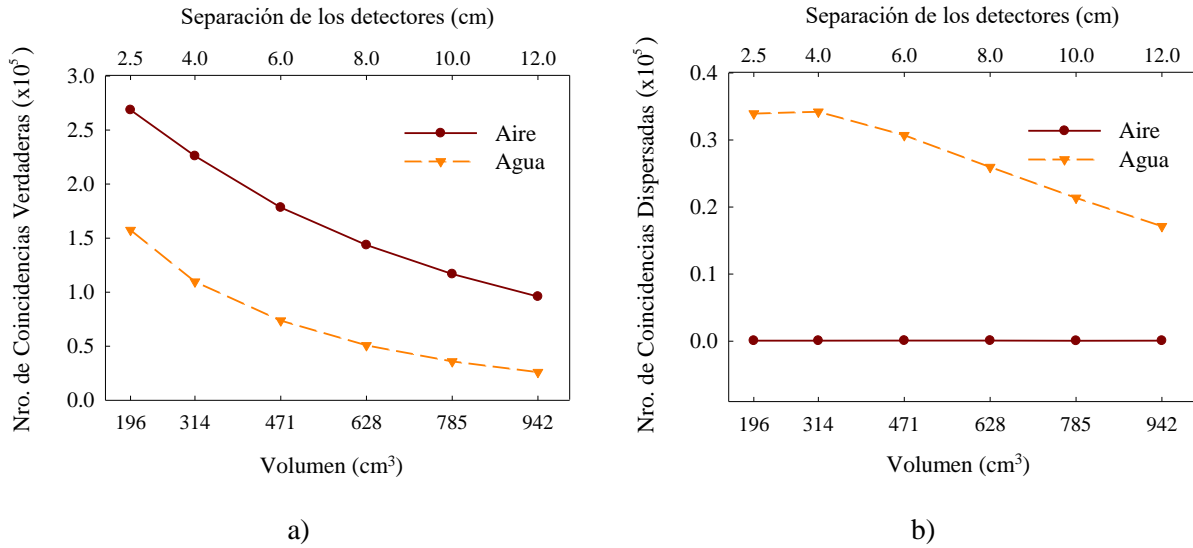 Separación de los detectores (cm)
2.5 4.0 6.0 8.0 10.0 12.0
Nro. de Coincidencias Verdaderas (x10⁵)
3.0
2.5
2.0
1.5
1.0
0.5
0.0
Aire
Agua
196 314 471 628 785 942
Volumen (cm³)
a)
Separación de los detectores (cm)
2.5 4.0 6.0 8.0 10.0 12.0
Nro. de Coincidencias Dispersadas (x10⁵)
0.4
0.3
0.2
0.1
0.0
Aire
Agua
196 314 471 628 785 942
Volumen (cm³)
b)